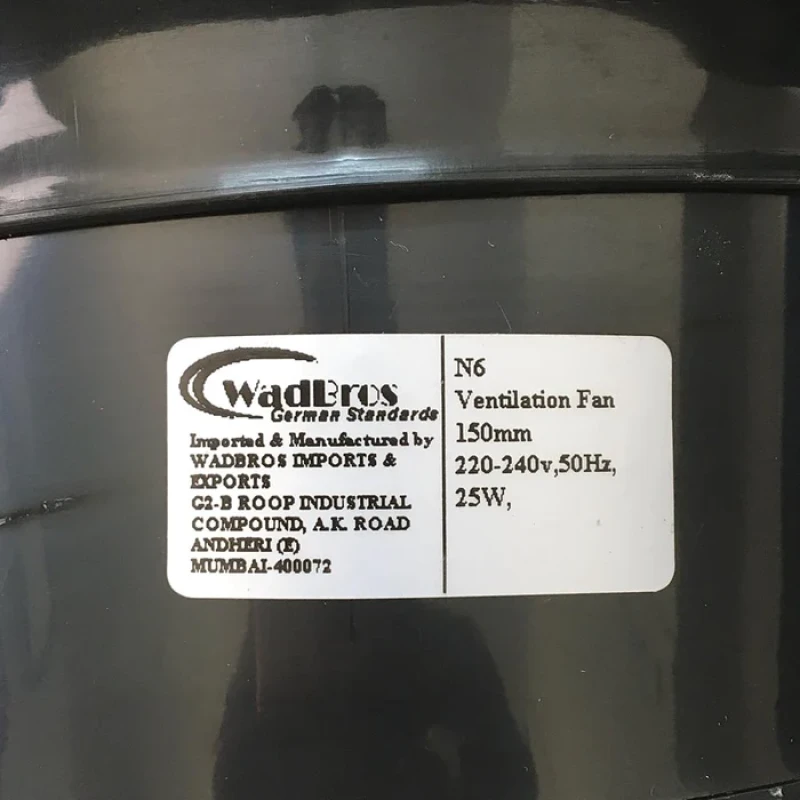 WadBros
German Standards
Imported & Manufactured by
WADBROS IMPORTS &
EXPORTS
G2-B ROOP INDUSTRIAL
COMPOUND, A.K. ROAD
ANDHERI (E)
MUMBAI-400072
N6
Ventilation Fan
150mm
220-240v,50Hz,
25W,